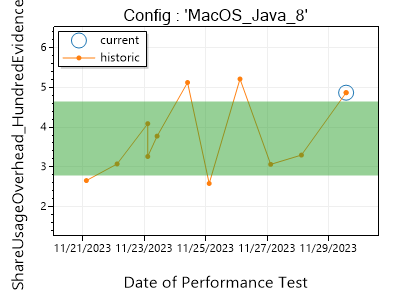 Config : 'MacOS_Java_8'
current
historic
ShareUsageOverhead_HundredEvidence
6
5
4
3
2
11/21/2023
11/23/2023
11/25/2023
11/27/2023
11/29/2023
Date of Performance Test